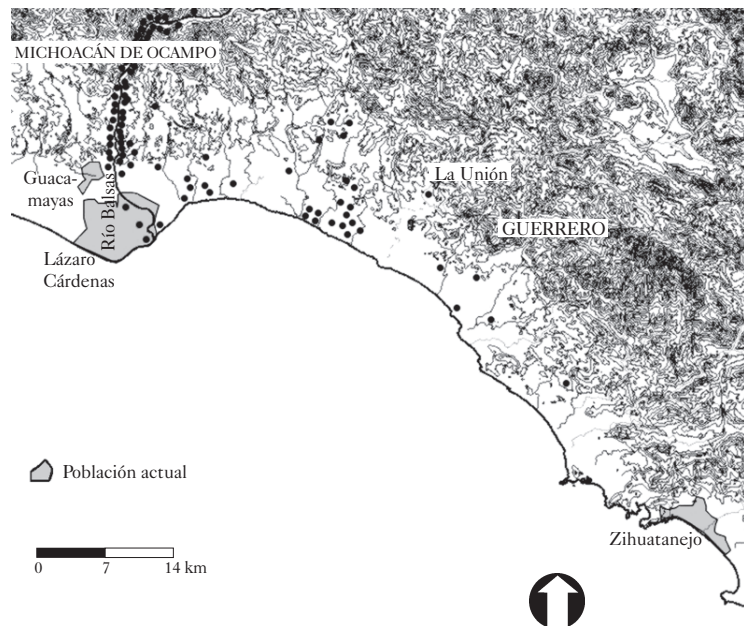 MICHOACÁN DE OCAMPO
Guaca-
mayas
Río Balsas
La Unión
GUERRERO
Lázaro
Cárdenas
Población actual
Zihuatanejo
0 7 14 km